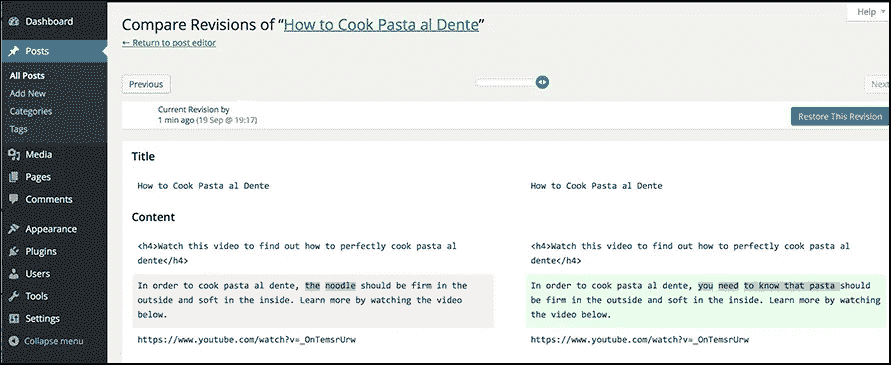 Dashboard
Posts
All Posts
Add New
Categories
Tags
Media
Pages
Comments
Appearance
Plugins
Users
Tools
Settings
Collapse menu
Help
Compare Revisions of “How to Cook Pasta al Dente”
← Return to post editor
Previous
Next
Current Revision by
1 min ago (19 Sep @ 19:17)
Restore This Revision
Title
How to Cook Pasta al Dente
How to Cook Pasta al Dente
Content
<h4>Watch this video to find out how to perfectly cook pasta al
dente</h4>
In order to cook pasta al dente, the noodle should be firm in the
outside and soft in the inside. Learn more by watching the video
below.
https://www.youtube.com/watch?v=_OnTemsrUrw
<h4>Watch this video to find out how to perfectly cook pasta al
dente</h4>
In order to cook pasta al dente, you need to know that pasta should
be firm in the outside and soft in the inside. Learn more by watching
the video below.
https://www.youtube.com/watch?v=_OnTemsrUrw